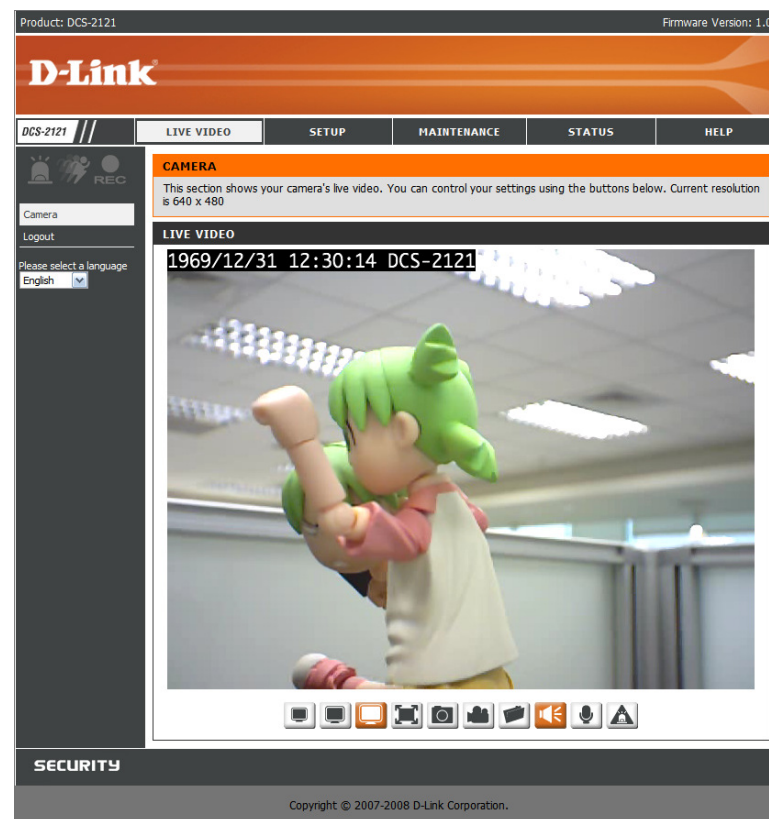 Product: DCS-2121 Firmware Version: 1.0
D-Link
DCS-2121 LIVE VIDEO SETUP MAINTENANCE STATUS HELP
REC
Camera
Logout
Please select a language
English
CAMERA
This section shows your camera's live video. You can control your settings using the buttons below. Current resolution
is 640 x 480
LIVE VIDEO
1969/12/31 12:30:14 DCS-2121
SECURITY
Copyright © 2007-2008 D-Link Corporation.